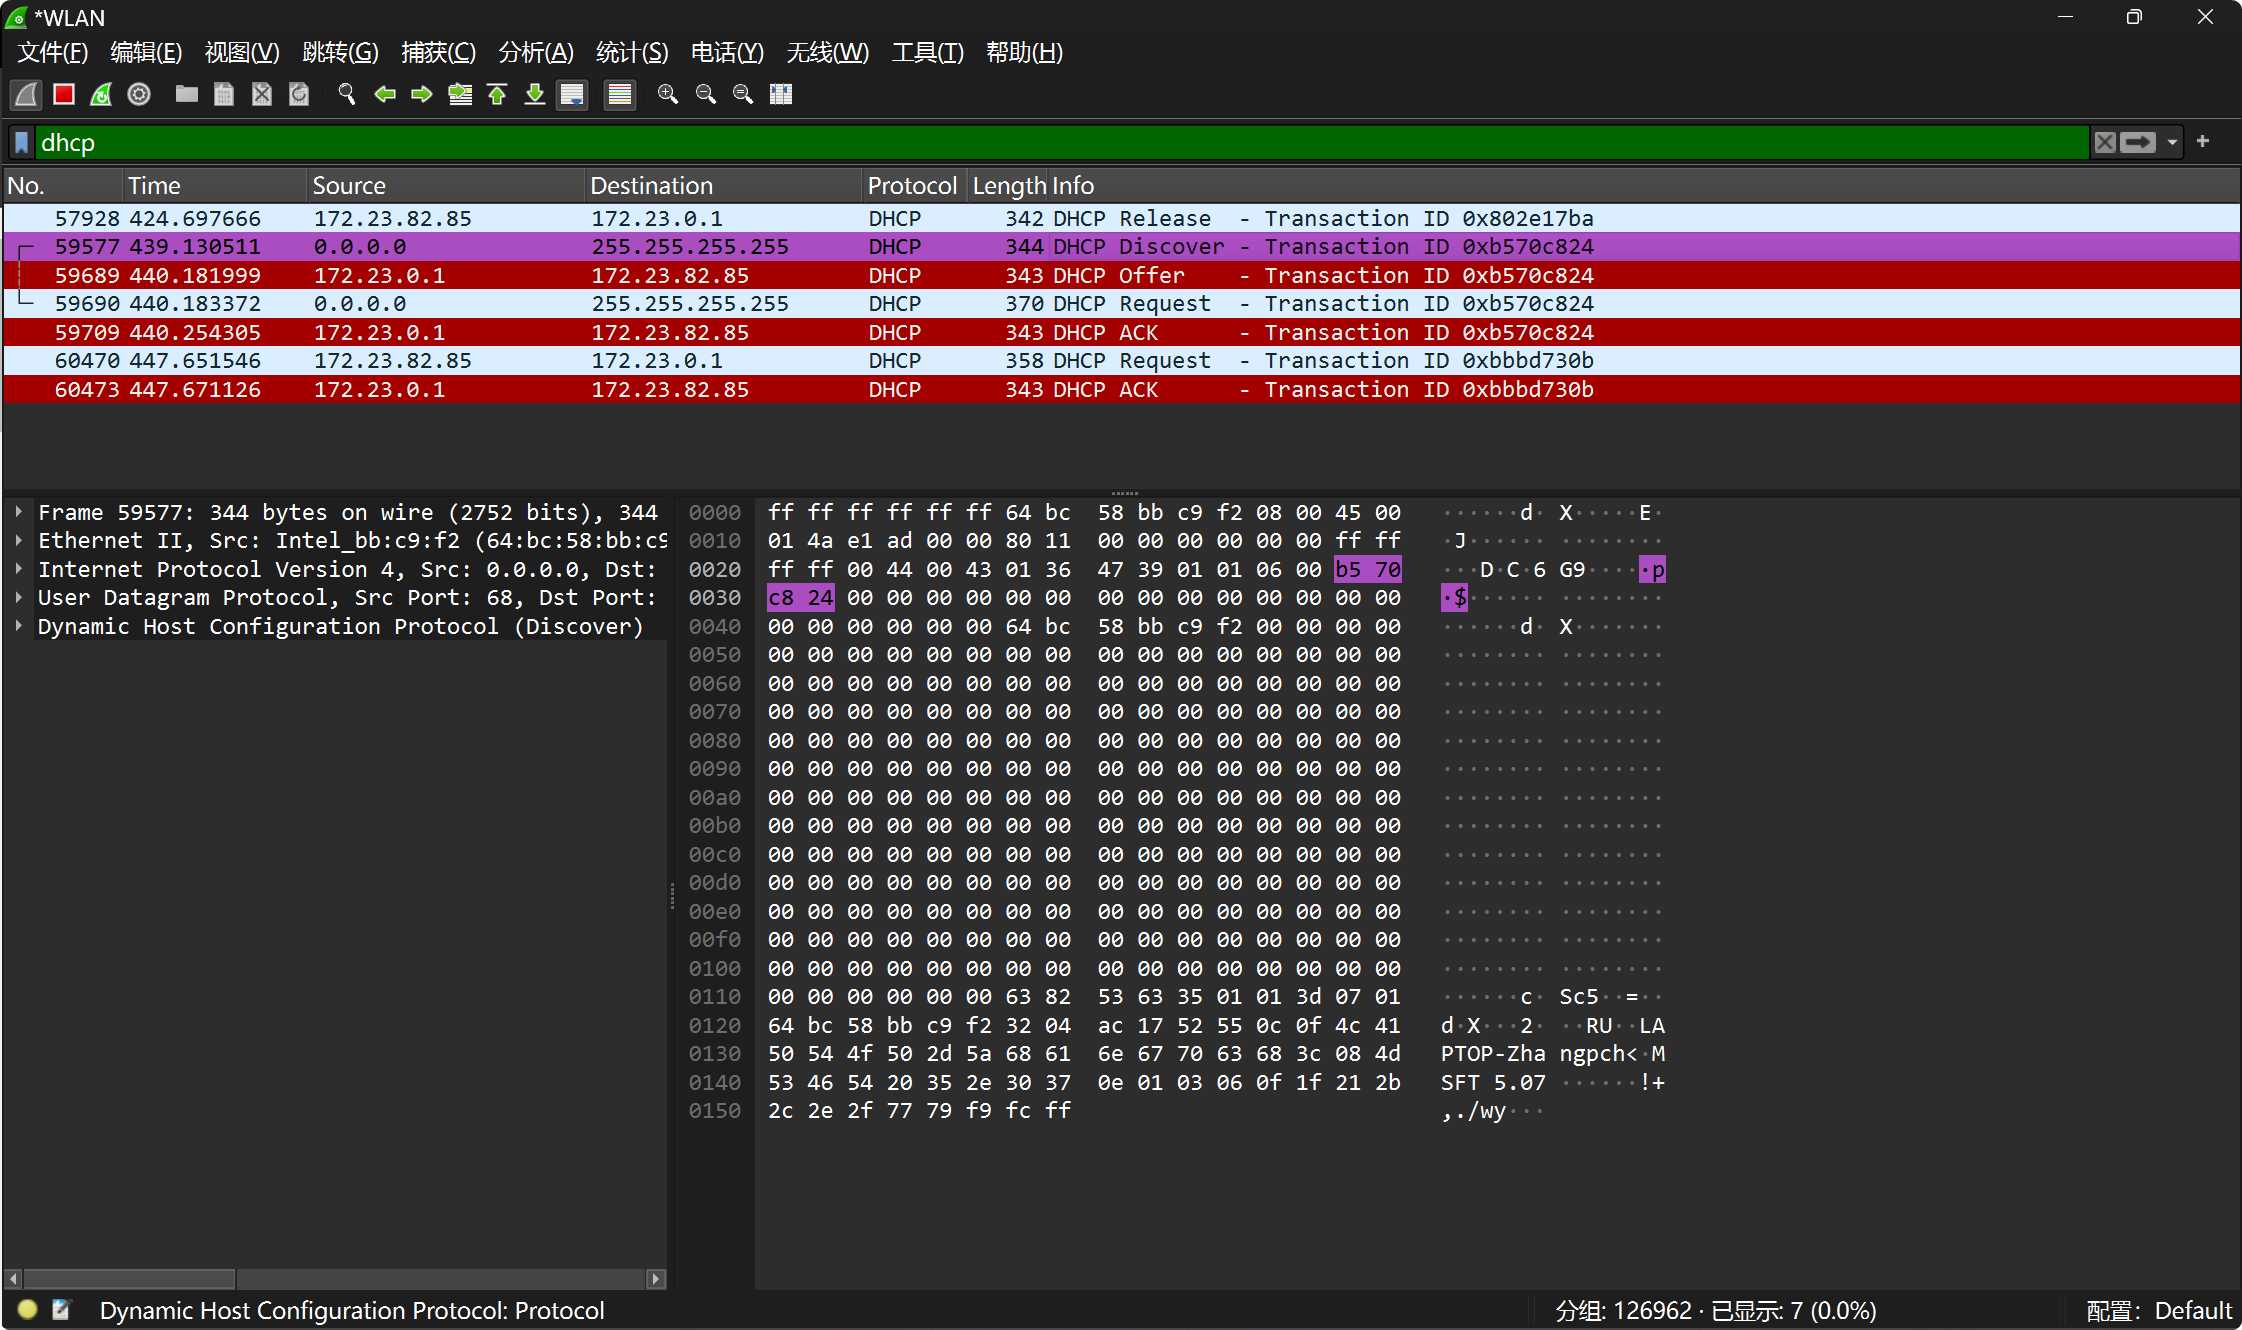 *WLAN
文件(F) 编辑(E) 视图(V) 跳转(G) 捕获(C) 分析(A) 统计(S) 电话(Y) 无线(W) 工具(T) 帮助(H)
dhcp
No. Time Source Destination Protocol Length Info
57928 424.697666 172.23.82.85 172.23.0.1 DHCP 342 DHCP Release - Transaction ID 0x802e17ba
59577 439.130511 0.0.0.0 255.255.255.255 DHCP 344 DHCP Discover - Transaction ID 0xb570c824
59689 440.181999 172.23.0.1 172.23.82.85 DHCP 343 DHCP Offer - Transaction ID 0xb570c824
59690 440.183372 0.0.0.0 255.255.255.255 DHCP 370 DHCP Request - Transaction ID 0xb570c824
59709 440.254305 172.23.0.1 172.23.82.85 DHCP 343 DHCP ACK - Transaction ID 0xb570c824
60470 447.651546 172.23.82.85 172.23.0.1 DHCP 358 DHCP Request - Transaction ID 0xbbbd730b
60473 447.671126 172.23.0.1 172.23.82.85 DHCP 343 DHCP ACK - Transaction ID 0xbbbd730b
Frame 59577: 344 bytes on wire (2752 bits), 344
Ethernet II, Src: Intel_bb:c9:f2 (64:bc:58:bb:c9
Internet Protocol Version 4, Src: 0.0.0.0, Dst:
User Datagram Protocol, Src Port: 68, Dst Port:
Dynamic Host Configuration Protocol (Discover)
0000 ff ff ff ff ff ff 64 bc 58 bb c9 f2 08 00 45 00 ······d· X·····E·
0010 01 4a e1 ad 00 00 80 11 00 00 00 00 00 00 ff ff ·J······ ········
0020 ff ff 00 44 00 43 01 36 47 39 01 01 06 00 b5 70 ···D·C·6 G9·····p
0030 c8 24 00 00 00 00 00 00 00 00 00 00 00 00 00 00 ·$······ ········
0040 00 00 00 00 00 00 64 bc 58 bb c9 f2 00 00 00 00 ······d· X·······
0050 00 00 00 00 00 00 00 00 00 00 00 00 00 00 00 00 ········ ········
0060 00 00 00 00 00 00 00 00 00 00 00 00 00 00 00 00 ········ ········
0070 00 00 00 00 00 00 00 00 00 00 00 00 00 00 00 00 ········ ········
0080 00 00 00 00 00 00 00 00 00 00 00 00 00 00 00 00 ········ ········
0090 00 00 00 00 00 00 00 00 00 00 00 00 00 00 00 00 ········ ········
00a0 00 00 00 00 00 00 00 00 00 00 00 00 00 00 00 00 ········ ········
00b0 00 00 00 00 00 00 00 00 00 00 00 00 00 00 00 00 ········ ········
00c0 00 00 00 00 00 00 00 00 00 00 00 00 00 00 00 00 ········ ········
00d0 00 00 00 00 00 00 00 00 00 00 00 00 00 00 00 00 ········ ········
00e0 00 00 00 00 00 00 00 00 00 00 00 00 00 00 00 00 ········ ········
00f0 00 00 00 00 00 00 00 00 00 00 00 00 00 00 00 00 ········ ········
0100 00 00 00 00 00 00 00 00 00 00 00 00 00 00 00 00 ········ ········
0110 00 00 00 00 00 00 63 82 53 63 35 01 01 3d 07 01 ······c· Sc5··=··
0120 64 bc 58 bb c9 f2 32 04 ac 17 52 55 0c 0f 4c 41 d·X···2· ··RU··LA
0130 50 54 4f 50 2d 5a 68 61 6e 67 70 63 68 3c 08 4d PTOP-Zha ngpch<·M
0140 53 46 54 20 35 2e 30 37 0e 01 03 06 0f 1f 21 2b SFT 5.07 ······!+
0150 2c 2e 2f 77 79 f9 fc ff ,./wy···
Dynamic Host Configuration Protocol: Protocol 分组: 126962 · 已显示: 7 (0.0%) 配置: Default